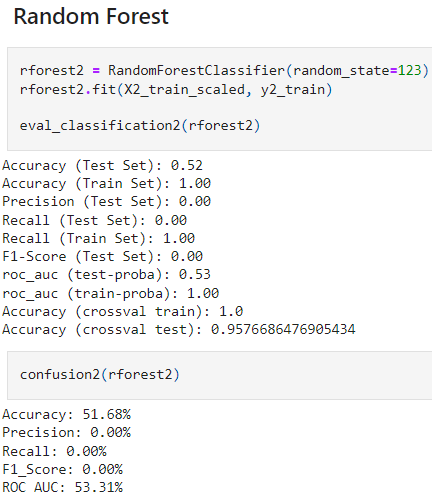 Random Forest
rforest2 = RandomForestClassifier(random_state=123)
rforest2.fit(X2_train_scaled, y2_train)
eval_classification2(rforest2)
Accuracy (Test Set): 0.52
Accuracy (Train Set): 1.00
Precision (Test Set): 0.00
Recall (Test Set): 0.00
Recall (Train Set): 1.00
F1-Score (Test Set): 0.00
roc_auc (test-proba): 0.53
roc_auc (train-proba): 1.00
Accuracy (crossval train): 1.0
Accuracy (crossval test): 0.9576686476905434
confusion2(rforest2)
Accuracy: 51.68%
Precision: 0.00%
Recall: 0.00%
F1_Score: 0.00%
ROC AUC: 53.31%